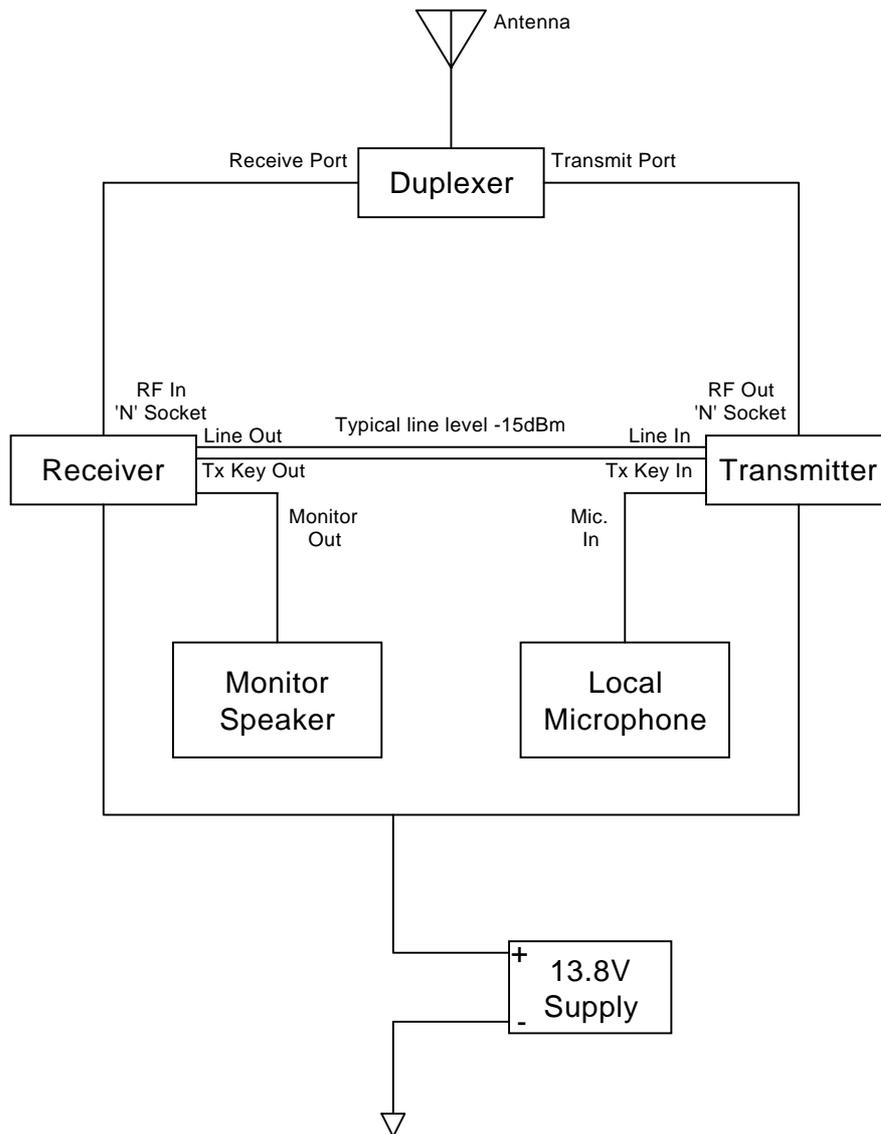 Antenna
Receive Port
Transmit Port
Duplexer
RF In
'N' Socket
RF Out
'N' Socket
Typical line level -15dBm
Line Out
Line In
Receiver
Tx Key Out
Tx Key In
Transmitter
Monitor
Out
Mic.
In
Monitor
Speaker
Local
Microphone
+
13.8V
Supply
-